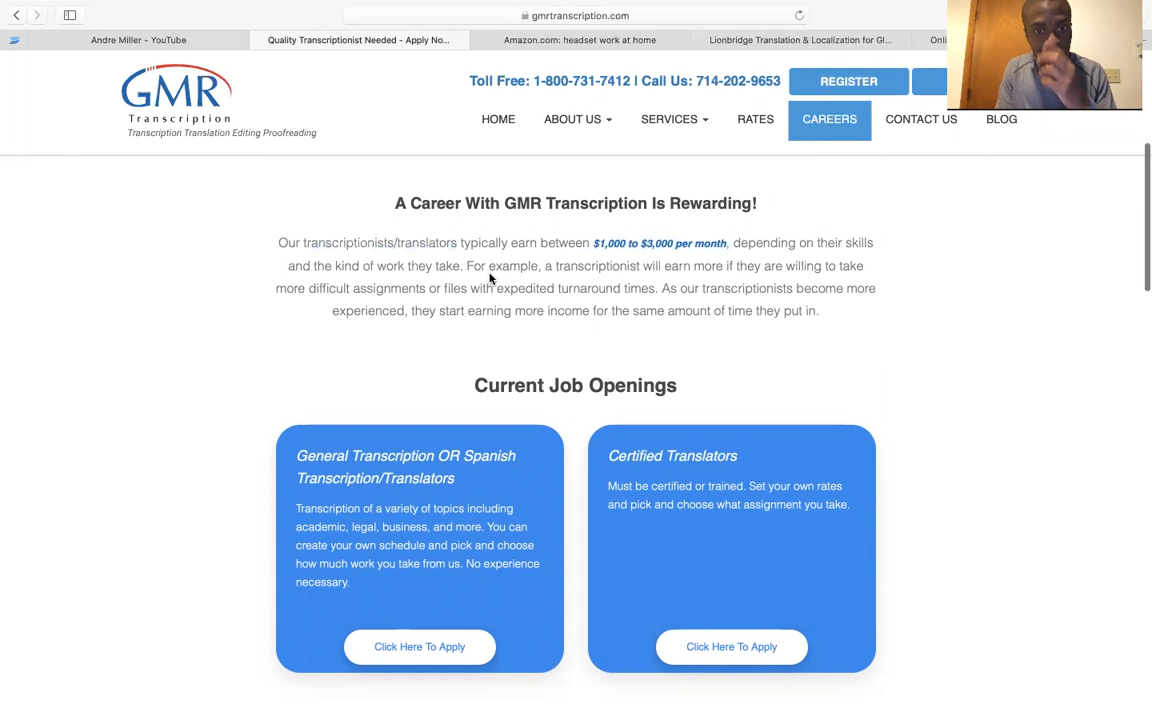 gmrtranscription.com
Andre Miller - YouTube
Quality Transcriptionist Needed - Apply No...
Amazon.com: headset work at home
Lionbridge Translation & Localization for Gl...
GMR
Transcription
Transcription Translation Editing Proofreading
Toll Free: 1-800-731-7412 | Call Us: 714-202-9653
REGISTER
HOME
ABOUT US
SERVICES
RATES
CAREERS
CONTACT US
BLOG
A Career With GMR Transcription Is Rewarding!
Our transcriptionists/translators typically earn between $1,000 to $3,000 per month, depending on their skills
and the kind of work they take. For example, a transcriptionist will earn more if they are willing to take
more difficult assignments or files with expedited turnaround times. As our transcriptionists become more
experienced, they start earning more income for the same amount of time they put in.
Current Job Openings
General Transcription OR Spanish
Transcription/Translators
Transcription of a variety of topics including
academic, legal, business, and more. You can
create your own schedule and pick and choose
how much work you take from us. No experience
necessary.
Click Here To Apply
Certified Translators
Must be certified or trained. Set your own rates
and pick and choose what assignment you take.
Click Here To Apply